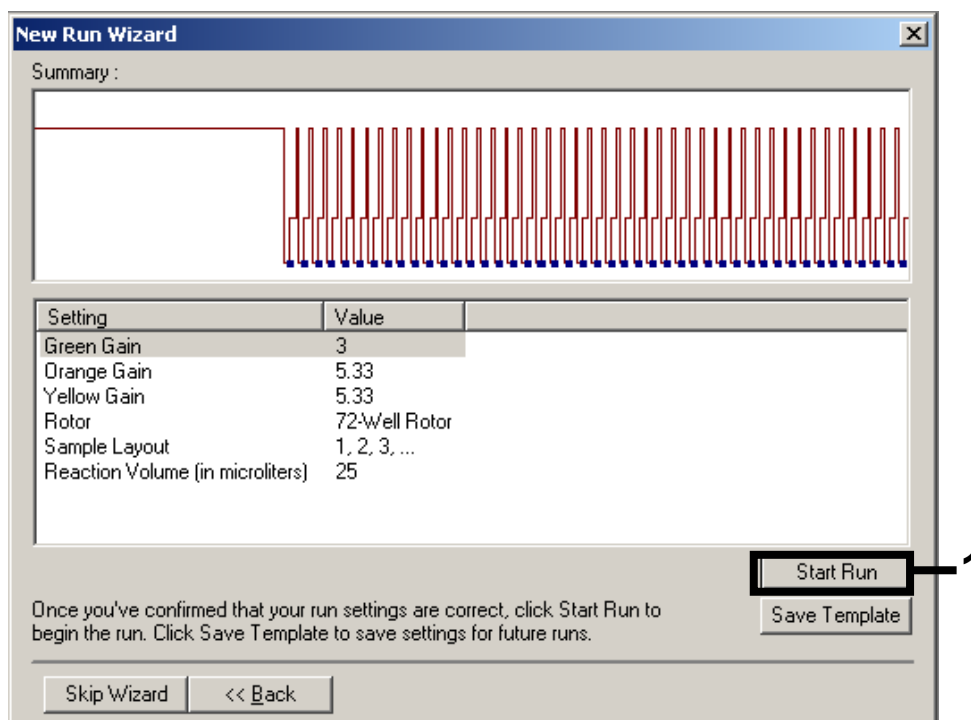 New Run Wizard
Summary :
Setting Value
Green Gain 3
Orange Gain 5.33
Yellow Gain 5.33
Rotor 72-Well Rotor
Sample Layout 1, 2, 3, ...
Reaction Volume (in microliters) 25
Start Run
1
Once you've confirmed that your run settings are correct, click Start Run to
begin the run. Click Save Template to save settings for future runs.
Save Template
Skip Wizard << Back